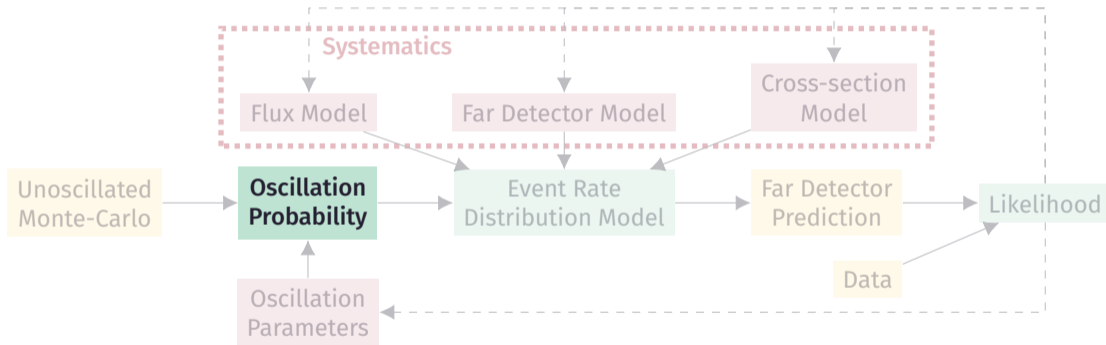 Systematics
Flux Model
Far Detector Model
Cross-section
Model
Unoscillated
Monte-Carlo
Oscillation
Probability
Event Rate
Distribution Model
Far Detector
Prediction
Likelihood
Data
Oscillation
Parameters